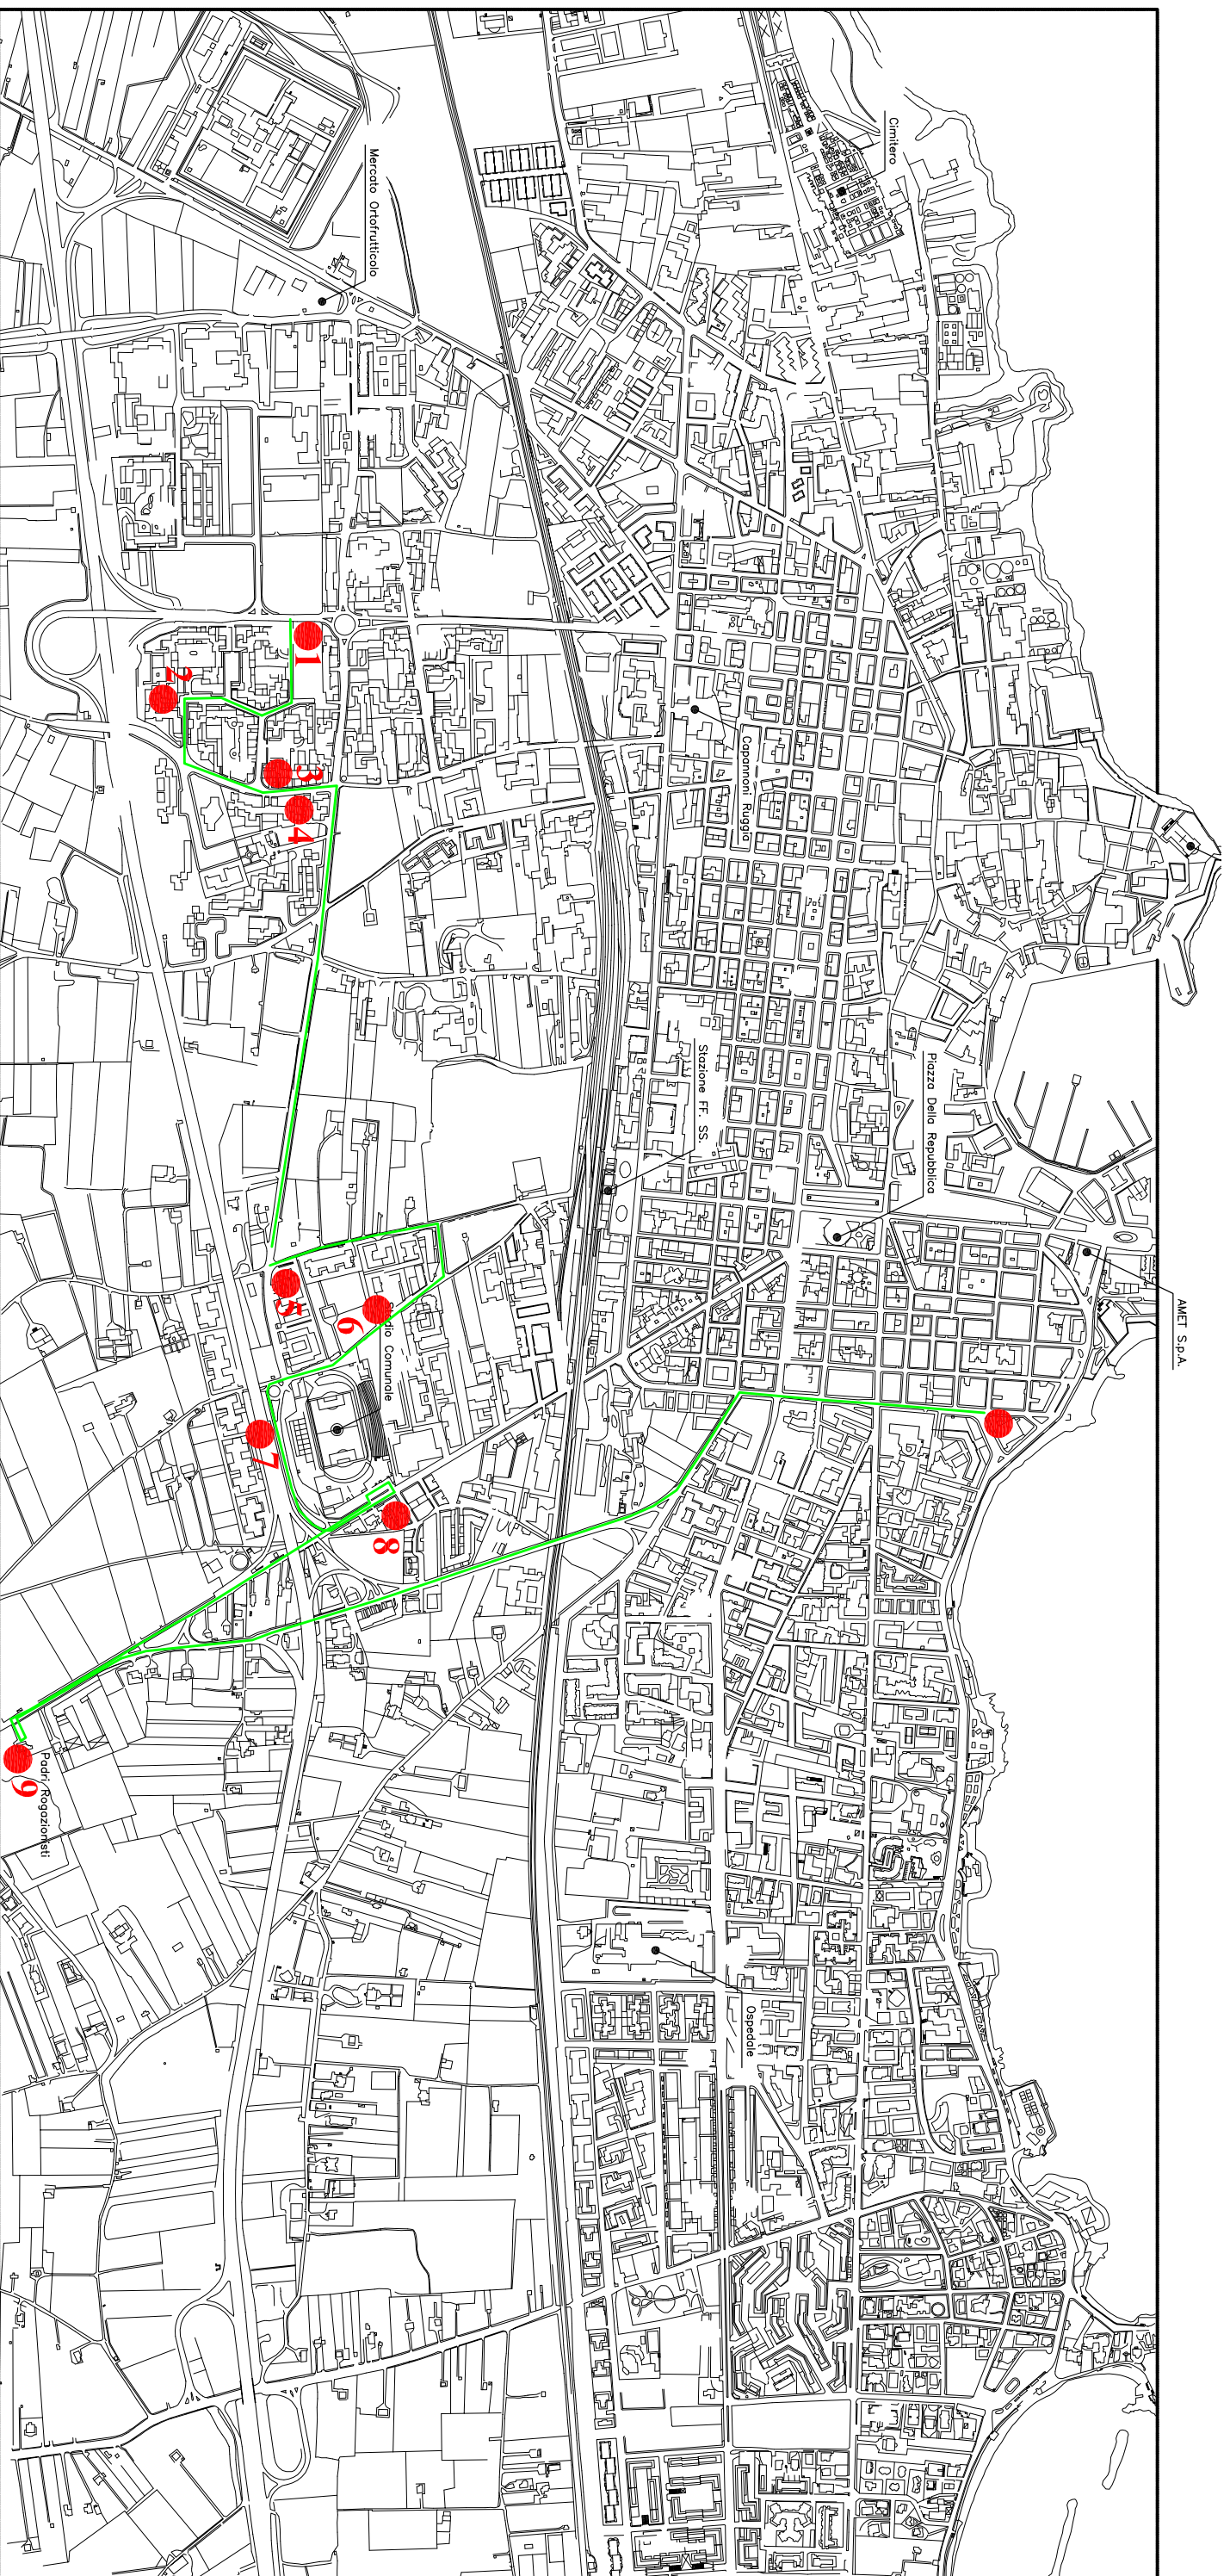 Cimitero
Mercato Ortofrutticolo
Capannoni Ruggia
Stazione FF. SS.
Piazza Della Repubblica
AMET S.p.A.
dio Comunale
Ospedale
Padri Rogazionisti
1
2
3
4
5
6
7
8
9